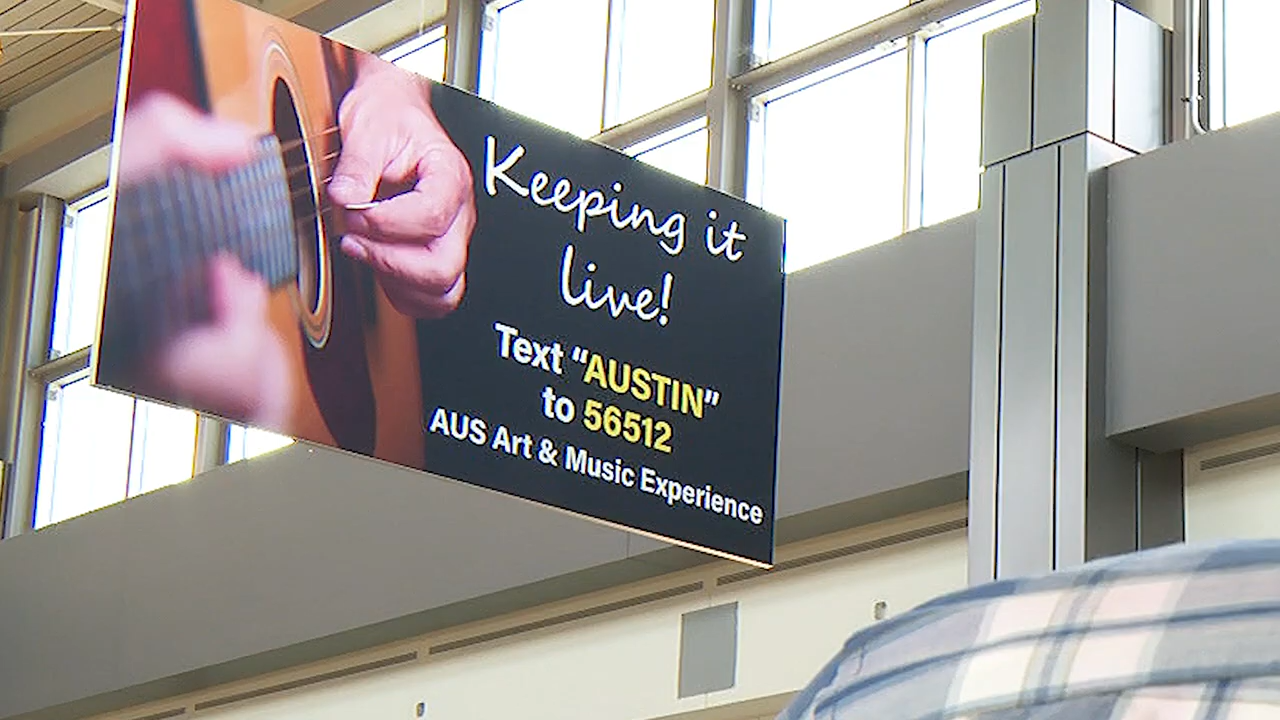 Keeping it
live!
Text “AUSTIN”
to 56512
AUS Art & Music Experience